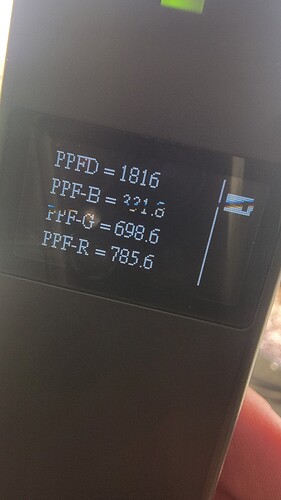 PPFD = 1816
PPF-B =
PPF-G = 698.6
PPF-R = 785.6